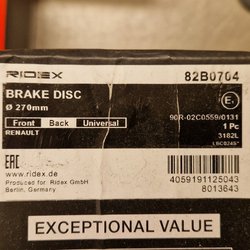 RIDEX 82B0704
BRAKE DISC
Ø 270mm
Front Back Universal
RENAULT
E
90R-02C0559/0131
1 Pc
3182L
EAC
www.ridex.de
Produced for Ridex GmbH
Berlin, Germany
4059191125043
8013643
EXCEPTIONAL VALUE